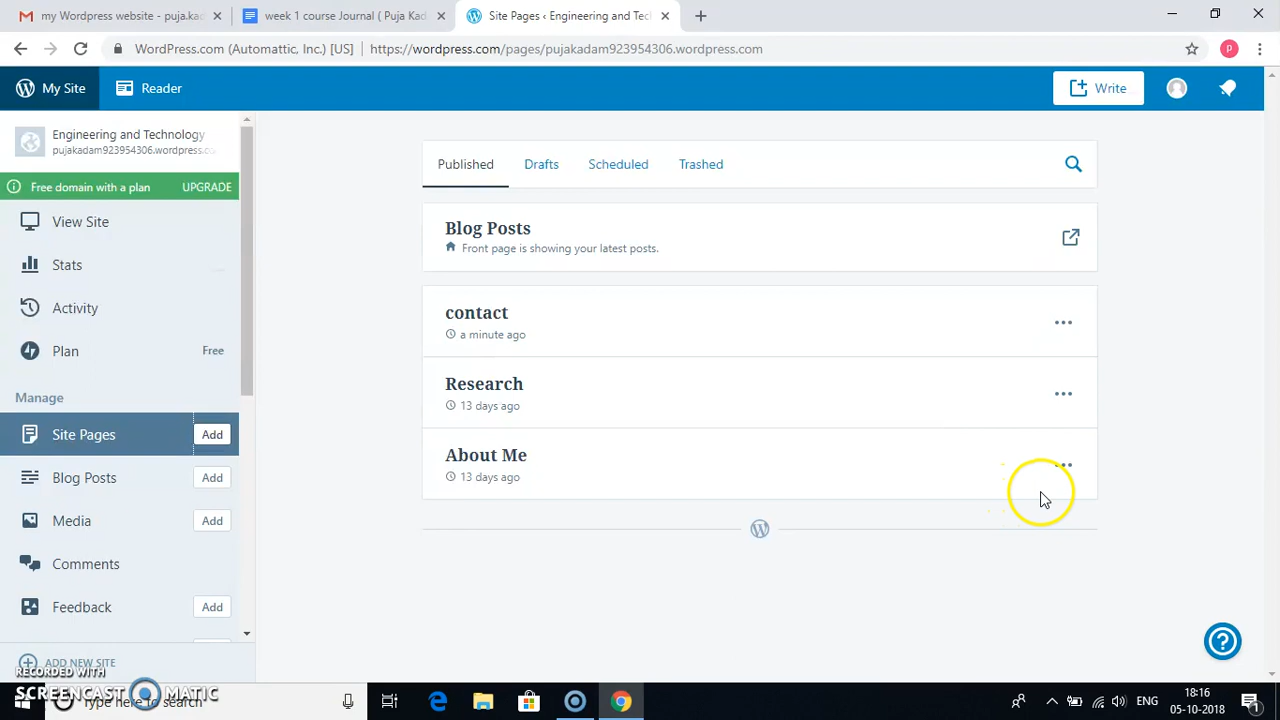 my Wordpress website - puja.ka
week 1 course Journal ( Puja Kad
Site Pages ‹ Engineering and Tec
WordPress.com (Automattic, Inc.) [US]
https://wordpress.com/pages/pujakadam923954306.wordpress.com
p
My Site
Reader
Write
Engineering and Technology
pujakadam923954306.wordpress.co
Free domain with a plan
UPGRADE
View Site
Stats
Activity
Plan
Free
Manage
Site Pages
Add
Blog Posts
Add
Media
Add
Comments
Feedback
Add
ADD NEW SITE
Published
Drafts
Scheduled
Trashed
Blog Posts
Front page is showing your latest posts.
contact
a minute ago
Research
13 days ago
About Me
13 days ago
RECORDED WITH
SCREENCAST MATIC
Type here to search
ENG
18:16
05-10-2018
1